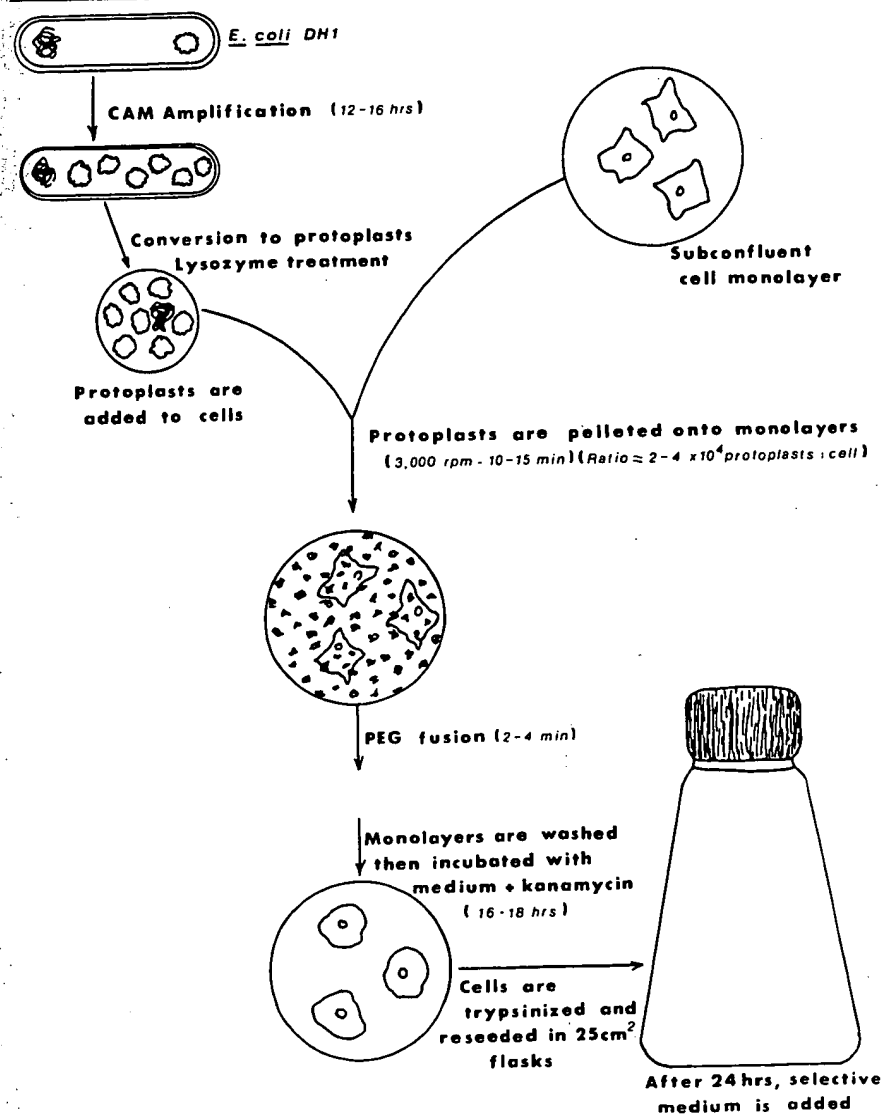 E. coli DH1
CAM Amplification (12-16 hrs)
Conversion to protoplasts
Lysozyme treatment
Subconfluent
cell monolayer
Protoplasts are
added to cells
Protoplasts are pelleted onto monolayers
(3,000 rpm - 10-15 min) (Ratio ≈ 2-4 x10⁴ protoplasts : cell)
PEG fusion (2-4 min)
Monolayers are washed
then incubated with
medium + kanamycin
(16-18 hrs)
Cells are
trypsinized and
reseeded in 25cm²
flasks
After 24hrs, selective
medium is added